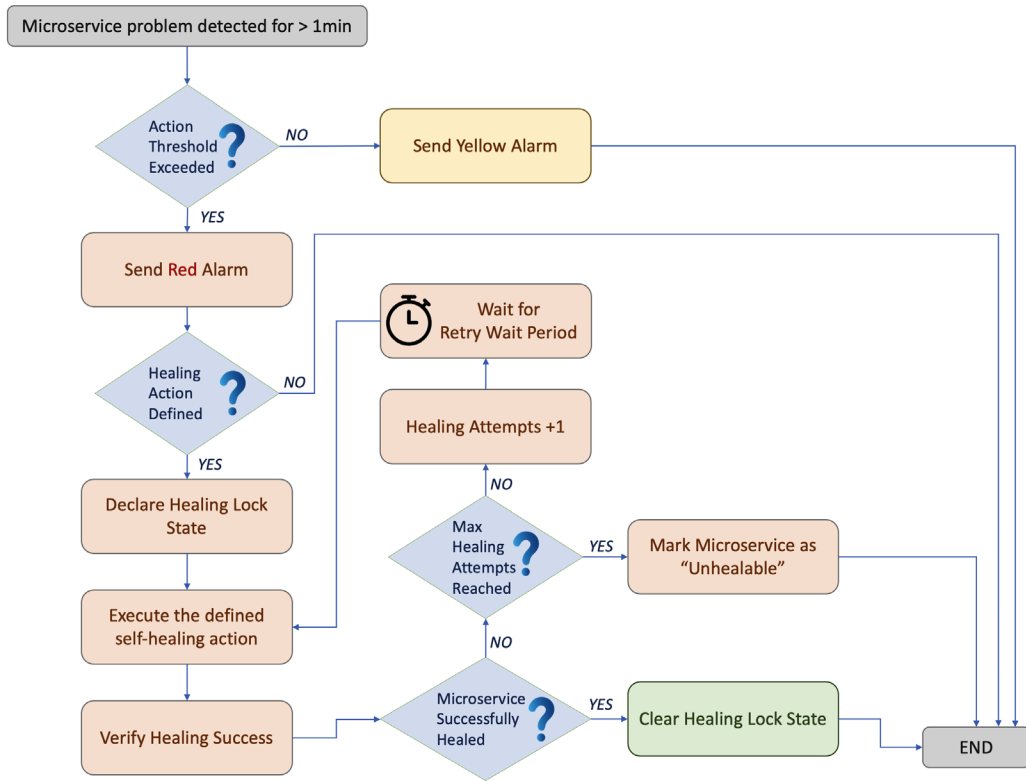 Microservice problem detected for > 1min
Action
Threshold
Exceeded
?
NO
Send Yellow Alarm
YES
Send Red Alarm
Healing
Action
Defined
?
NO
Wait for
Retry Wait Period
Healing Attempts +1
YES
NO
Declare Healing Lock
State
Max
Healing
Attempts
Reached
?
YES
Mark Microservice as
“Unhealable”
Execute the defined
self-healing action
NO
Verify Healing Success
Microservice
Successfully
Healed
?
YES
Clear Healing Lock State
END